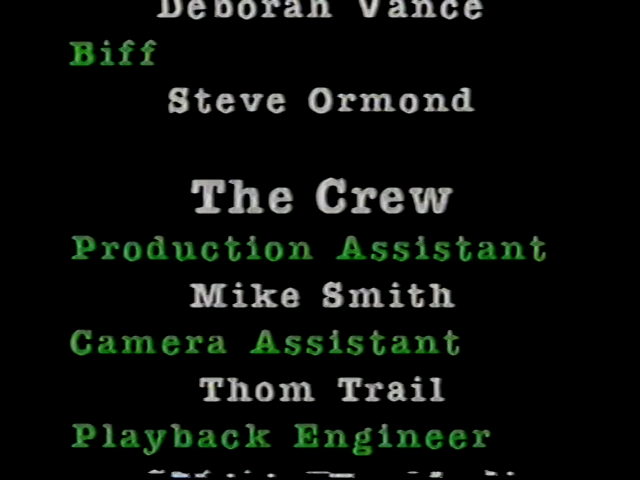 Deborah Vance
Biff
Steve Ormond
The Crew
Production Assistant
Mike Smith
Camera Assistant
Thom Trail
Playback Engineer